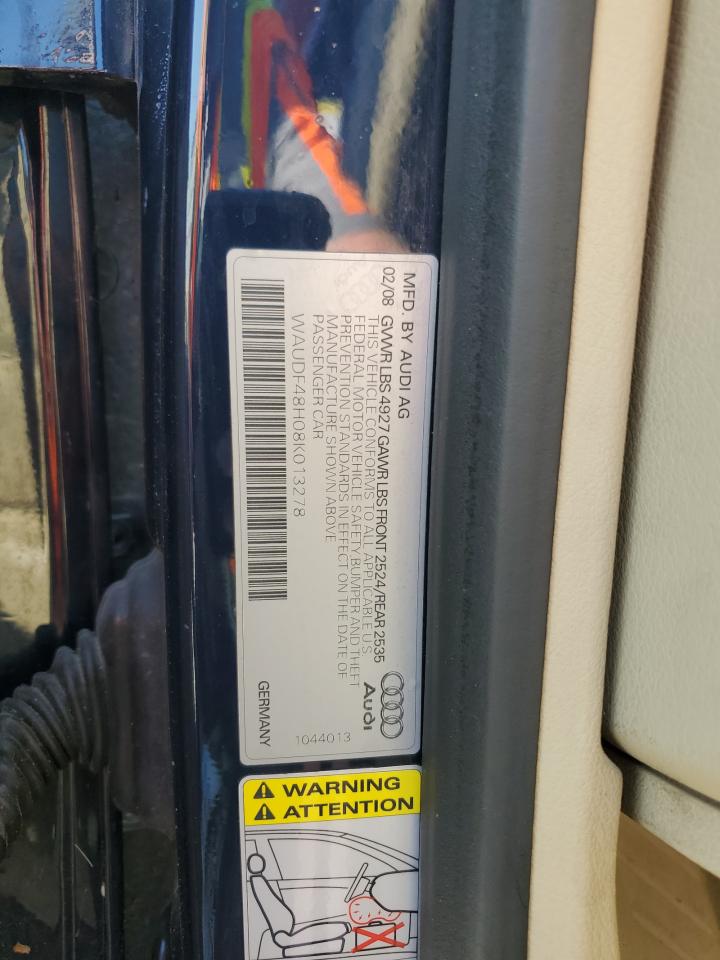 MFD. BY AUDI AG
02/08 GVWR LBS 4927 GAWR LBS FRONT 2524/REAR 2535
THIS VEHICLE CONFORMS TO ALL APPLICABLE U S
FEDERAL MOTOR VEHICLE SAFETY,BUMPER AND THEFT
PREVENTION STANDARDS IN EFFECT ON THE DATE OF
MANUFACTURE SHOWN ABOVE
PASSENGER CAR
WAUDF48H08K013278
Audi
1044013
GERMANY
WARNING
ATTENTION